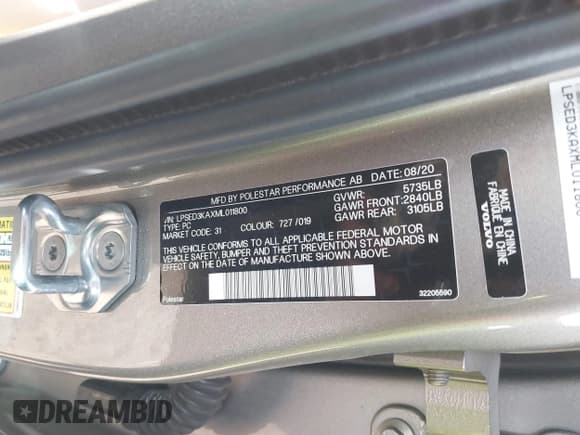 MFD BY POLESTAR PERFORMANCE AB DATE: 08/20
VIN: LPSED3KAXML011800
TYPE: PC
MARKET CODE: 31 COLOUR: 727 /019
GVWR: 5735LB
GAWR FRONT: 2840LB
GAWR REAR: 3105LB
THIS VEHICLE CONFORMS TO ALL APPLICABLE FEDERAL MOTOR
VEHICLE SAFETY, BUMPER AND THEFT PREVENTION STANDARDS IN
EFFECT ON THE DATE OF MANUFACTURE SHOWN ABOVE.
Polestar 32205590
MADE IN CHINA
FABRIQUÉ EN CHINE
VOLVO
LPSED3KAXML011800
DREAMBID